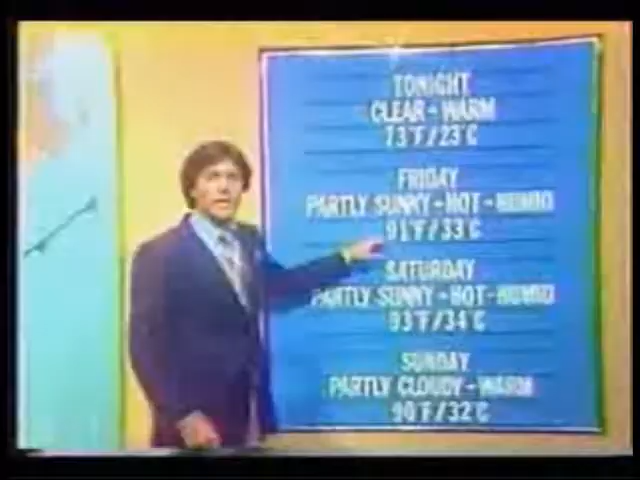 TONIGHT
CLEAR - WARM
73°F/23°C
FRIDAY
PARTLY SUNNY - HOT - HUMID
91°F/33°C
SATURDAY
PARTLY SUNNY - HOT - HUMID
93°F/34°C
SUNDAY
PARTLY CLOUDY - WARM
90°F/32°C